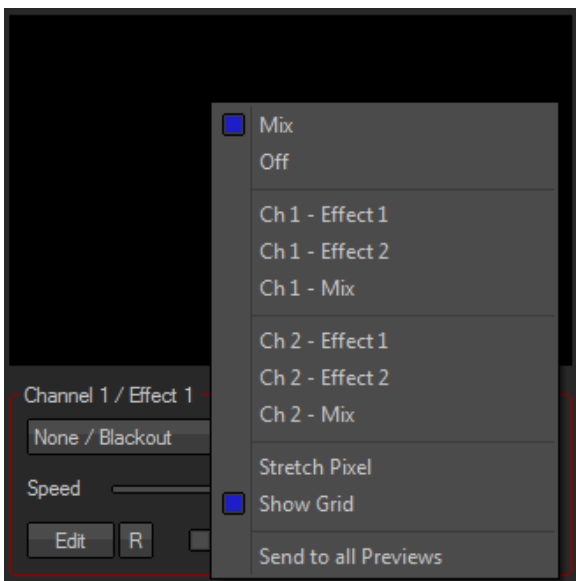 Mix
Off
Ch 1 - Effect 1
Ch 1 - Effect 2
Ch 1 - Mix
Ch 2 - Effect 1
Ch 2 - Effect 2
Ch 2 - Mix
Stretch Pixel
Show Grid
Send to all Previews
Channel 1 / Effect 1
None / Blackout
Speed
Edit R